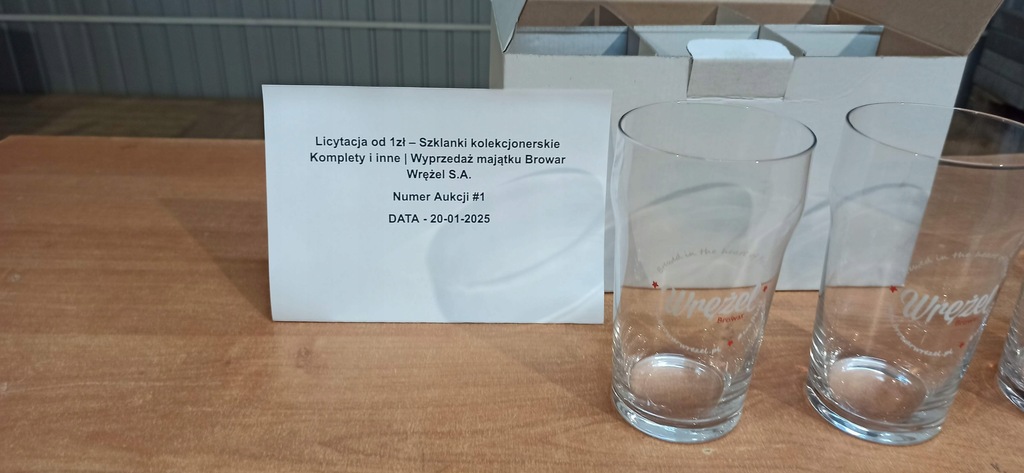 Licytacja od 1zł – Szklanki kolekcjonerskie
Komplety i inne | Wyprzedaż majątku Browar
Wrężel S.A.
Numer Aukcji #1
DATA - 20-01-2025
Wrężel
Browar
Wrężel